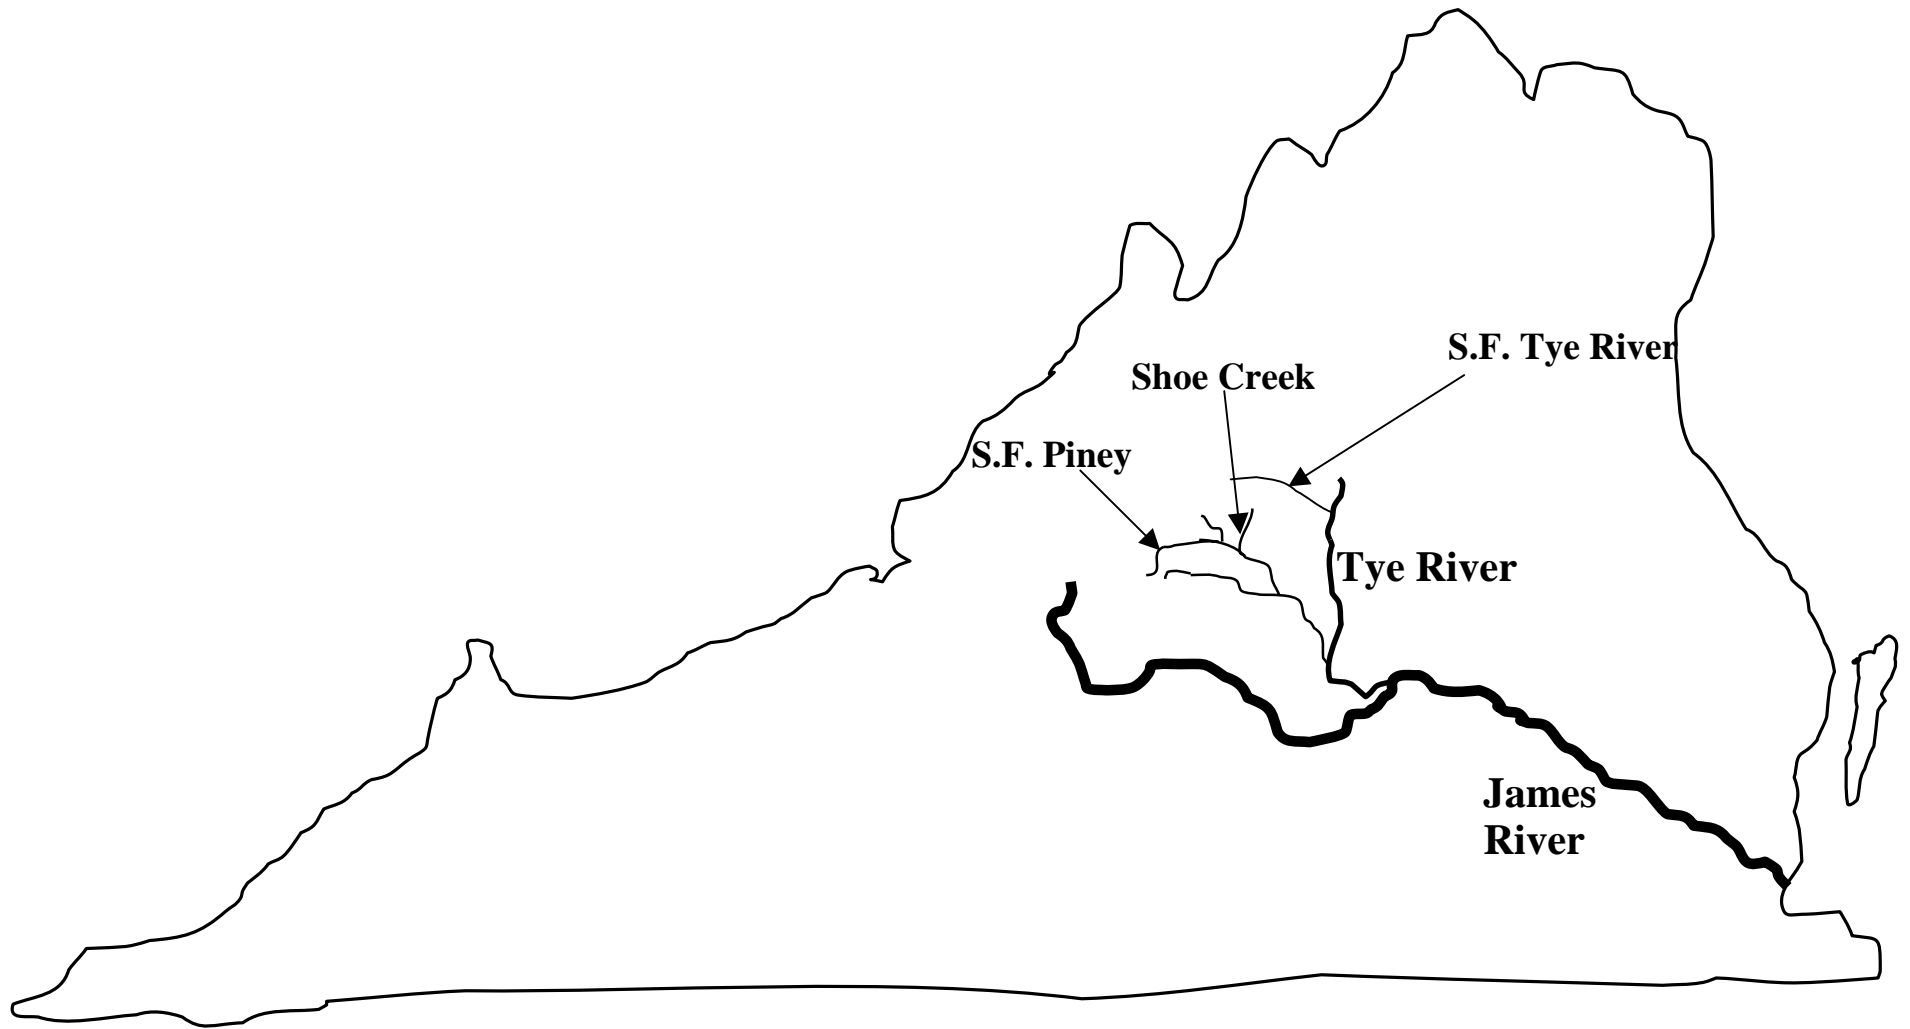 S.F. Tye River
Shoe Creek
S.F. Piney
Tye River
James
River